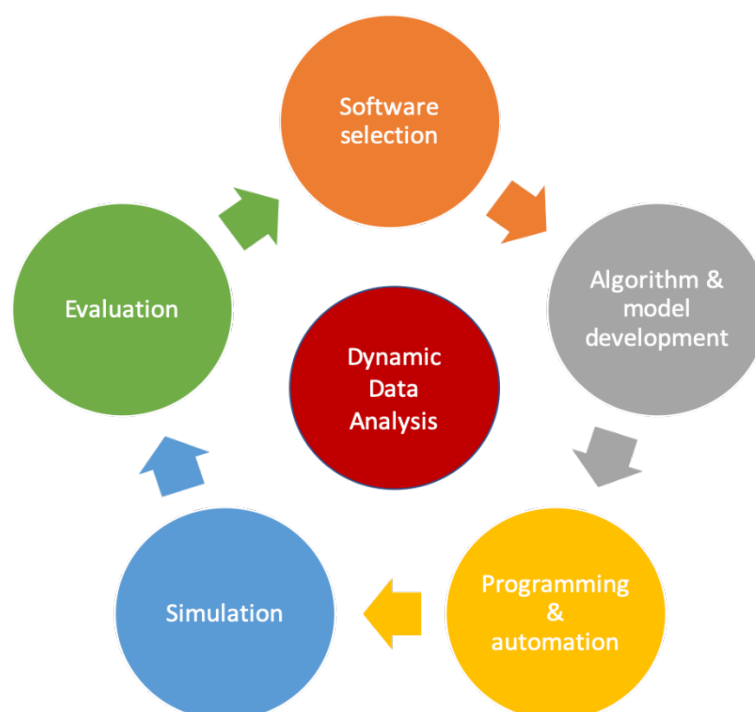 Software
selection
Algorithm &
model
development
Programming
&
automation
Simulation
Evaluation
Dynamic
Data
Analysis